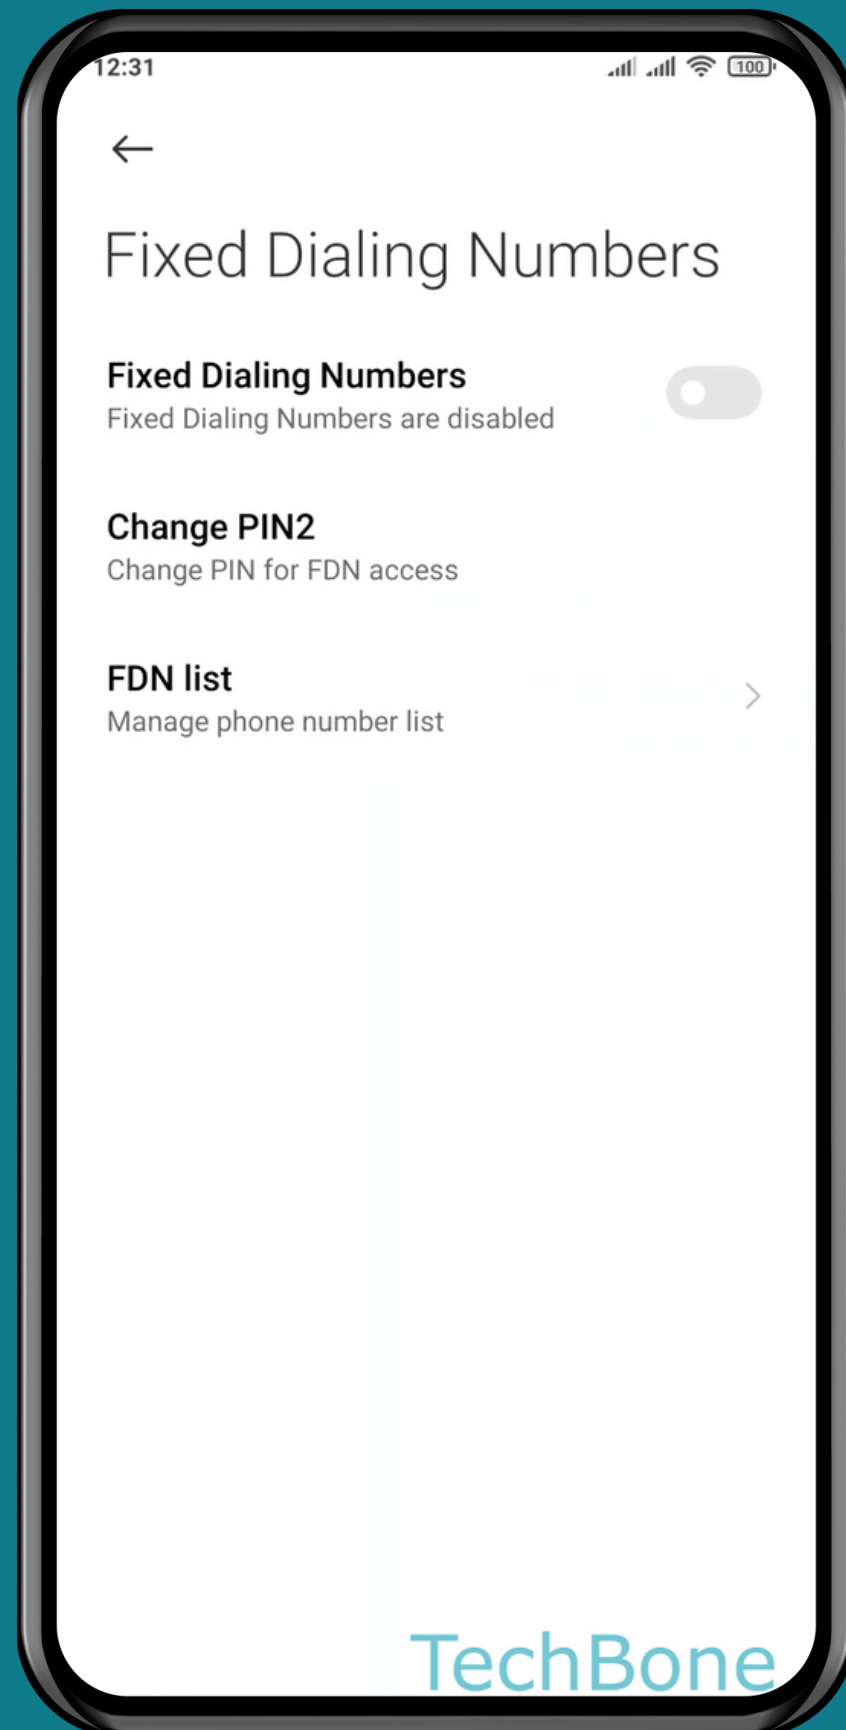 12:31
100
Fixed Dialing Numbers
Fixed Dialing Numbers
Fixed Dialing Numbers are disabled
Change PIN2
Change PIN for FDN access
FDN list
Manage phone number list
TechBone